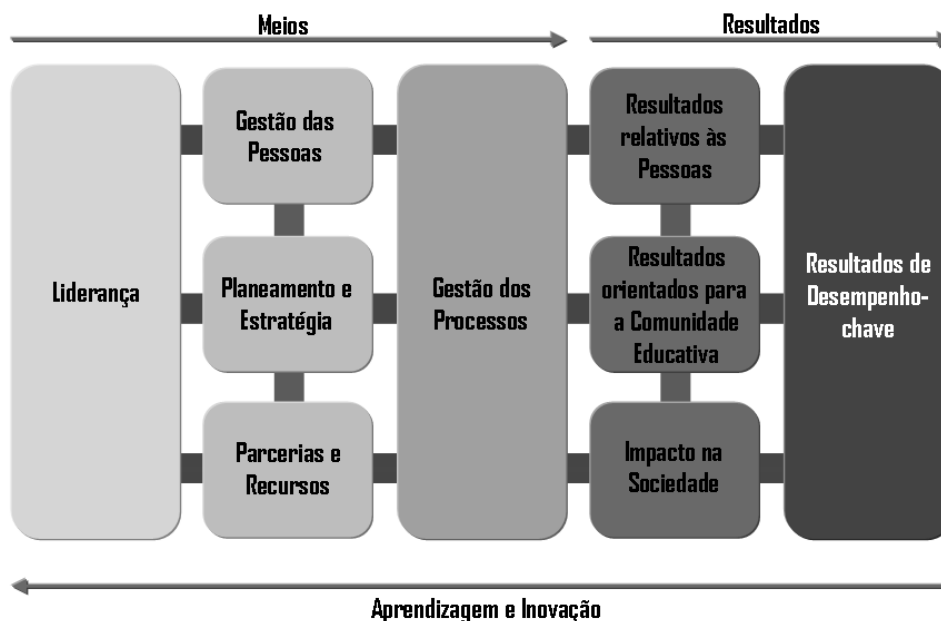 Meios
Resultados
Liderança
Gestão das
Pessoas
Planeamento e
Estratégia
Parcerias e
Recursos
Gestão dos
Processos
Resultados
relativos às
Pessoas
Resultados
orientados para
a Comunidade
Educativa
Impacto na
Sociedade
Resultados de
Desempenho-
chave
Aprendizagem e Inovação